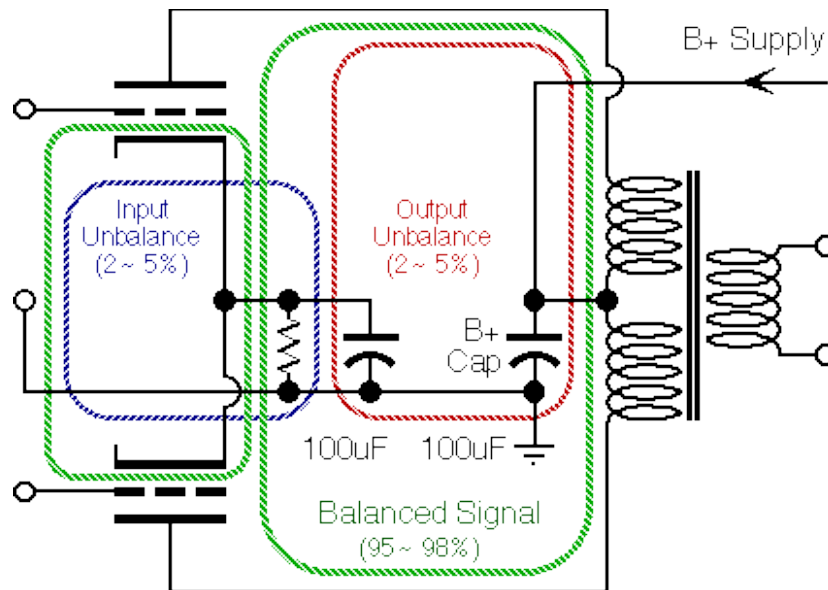 B+ Supply
Input
Unbalance
(2~ 5%)
Output
Unbalance
(2~ 5%)
B+
Cap
100uF
100uF
Balanced Signal
(95~ 98%)